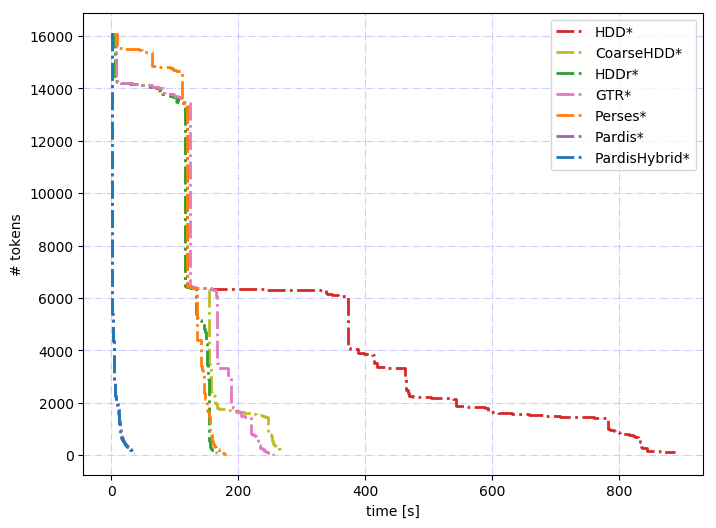 HDD*
CoarseHDD*
HDDr*
GTR*
Perses*
Pardis*
PardisHybrid*
# tokens
16000
14000
12000
10000
8000
6000
4000
2000
0
0 200 400 600 800
time [s]